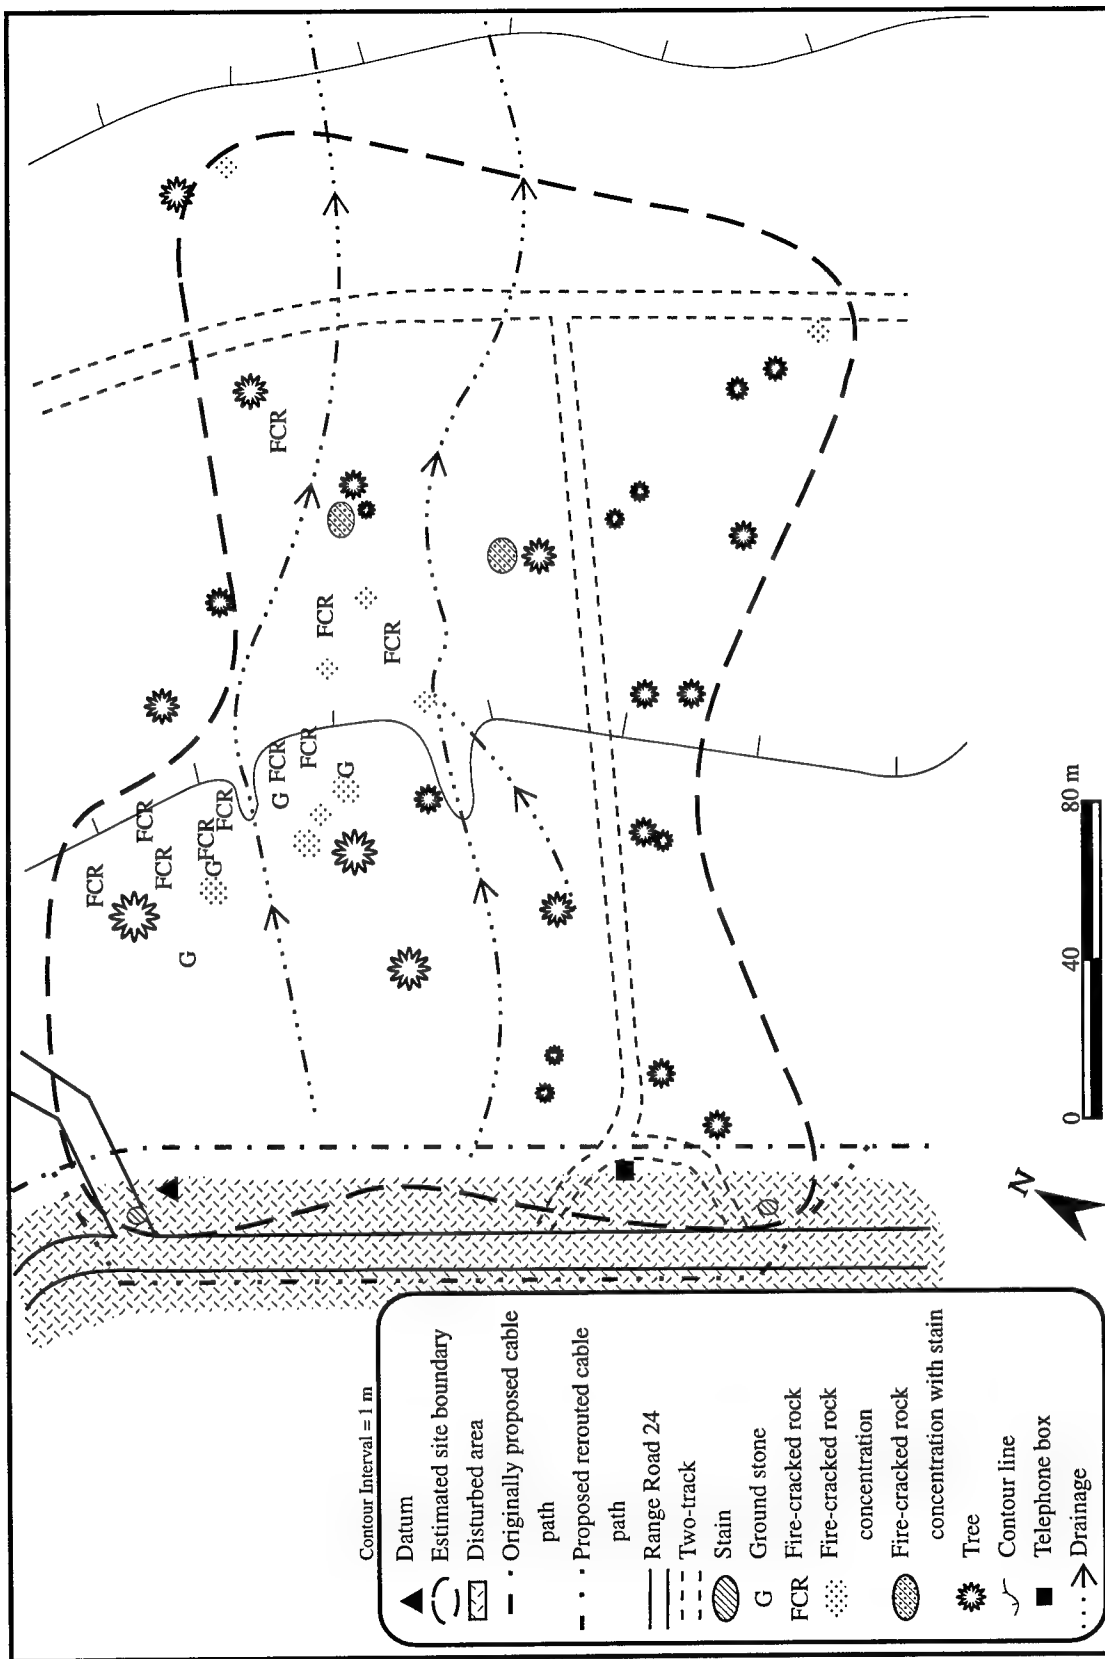 FCR
FCR
FCR
FCR
FCR
G
G
FCR
G
FCR
G
FCR
FCR
FCR
N
0
40
80 m
Contour Interval = 1 m
Datum
Estimated site boundary
Disturbed area
Originally proposed cable
path
Proposed rerouted cable
path
Range Road 24
Two-track
Stain
G
Ground stone
FCR
Fire-cracked rock
Fire-cracked rock
concentration
Fire-cracked rock
concentration with stain
Tree
Contour line
Telephone box
Drainage